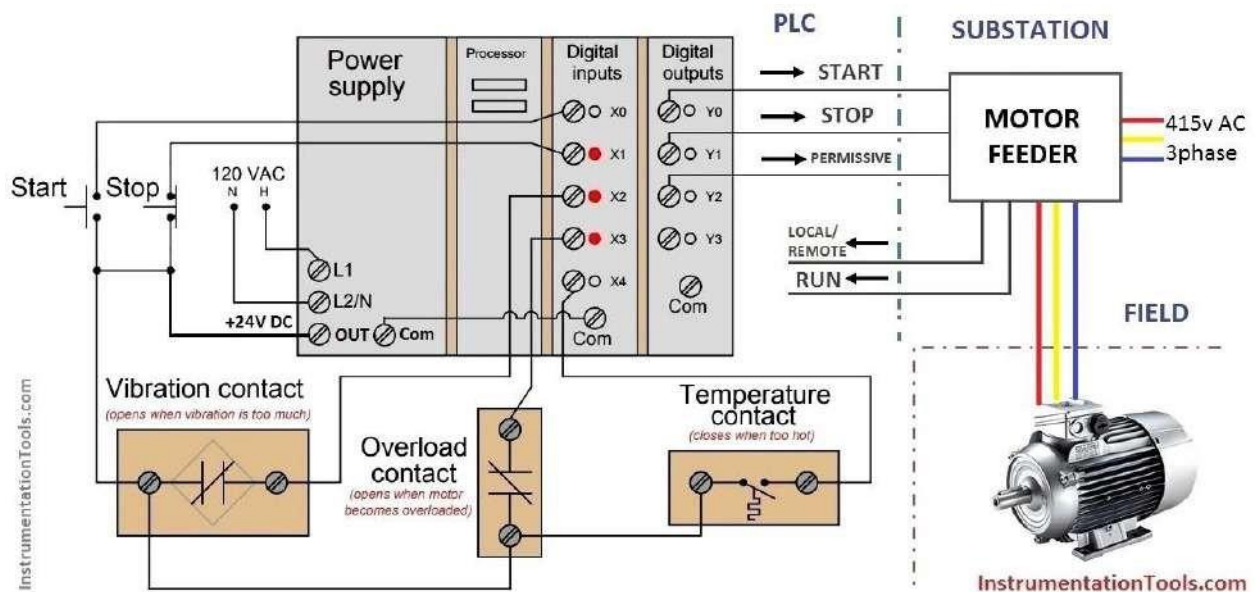 PLC
SUBSTATION
Power
supply
Processor
Digital
inputs
Digital
outputs
START
STOP
PERMISSIVE
X0
X1
X2
X3
X4
Com
Y0
Y1
Y2
Y3
Com
MOTOR
FEEDER
415v AC
3phase
Start
Stop
120 VAC
N H
L1
L2/N
+24V DC
OUT
Com
LOCAL/
REMOTE
RUN
FIELD
Vibration contact
(opens when vibration is too much)
Overload
contact
(opens when motor
becomes overloaded)
Temperature
contact
(closes when too hot)
InstrumentationTools.com
InstrumentationTools.com